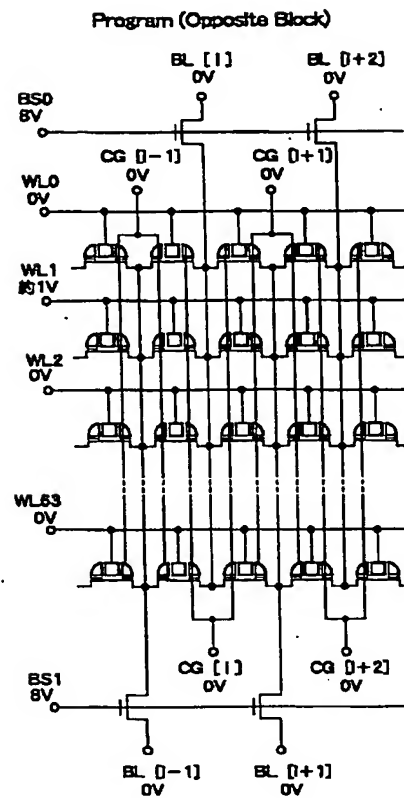 Program (Opposite Block)
BL [i]
0V
BL [i+2]
0V
BS0
8V
CG [i-1]
0V
CG [i+1]
0V
WL0
0V
WL1
約1V
WL2
0V
WL63
0V
CG [i]
0V
CG [i+2]
0V
BS1
8V
BL [i-1]
0V
BL [i+1]
0V